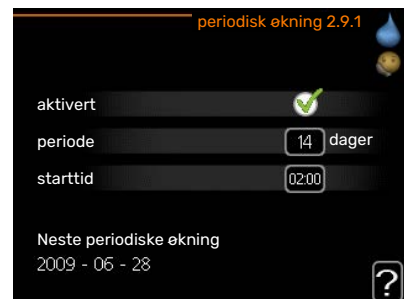 periodisk økning 2.9.1
aktivert
periode 14 dager
starttid 02:00
Neste periodiske økning
2009 - 06 - 28
?